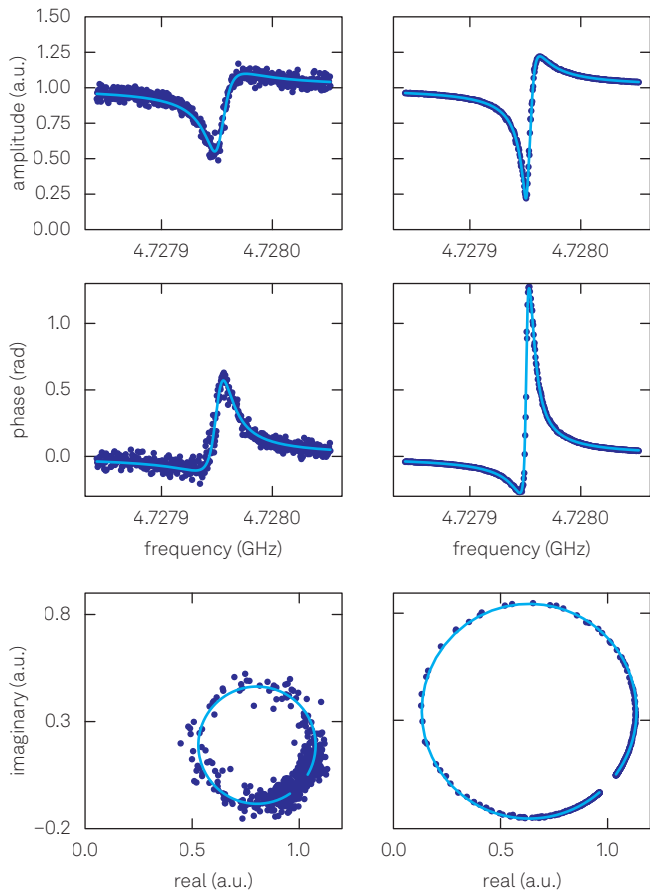 1.50
1.25
1.00
0.75
0.50
0.25
0.00
amplitude (a.u.)
4.7279 4.7280 4.7279 4.7280
1.0
0.5
0.0
phase (rad)
4.7279 4.7280 4.7279 4.7280
frequency (GHz) frequency (GHz)
0.8
0.3
−0.2
imaginary (a.u.)
0.0 0.5 1.0 0.0 0.5 1.0
real (a.u.) real (a.u.)